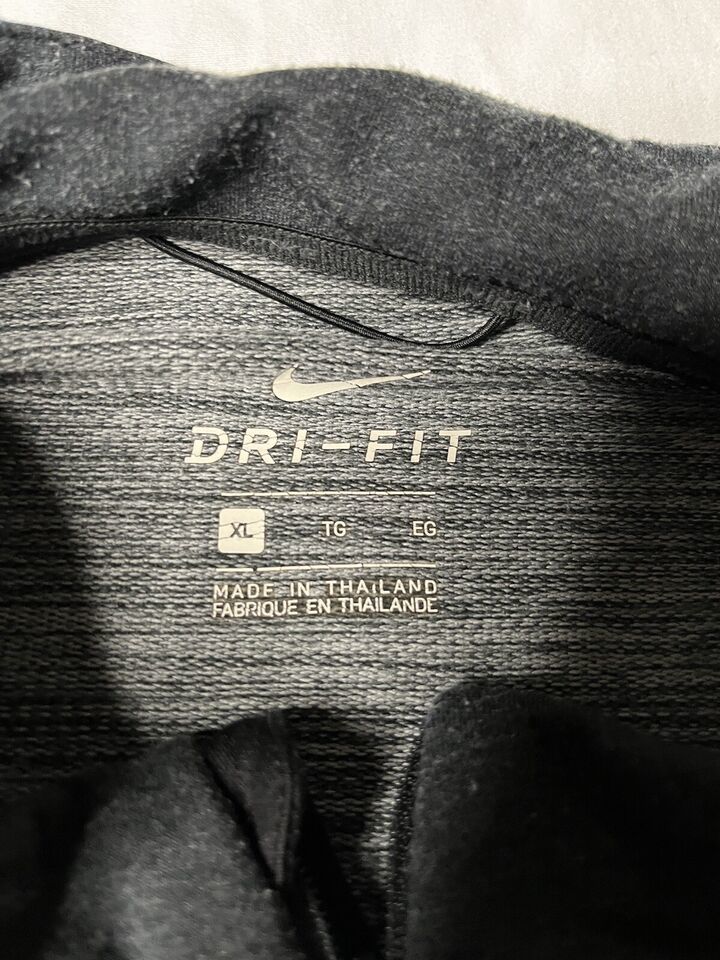 DRI-FIT
XL TG EG
MADE IN THAILAND
FABRIQUE EN THAILANDE